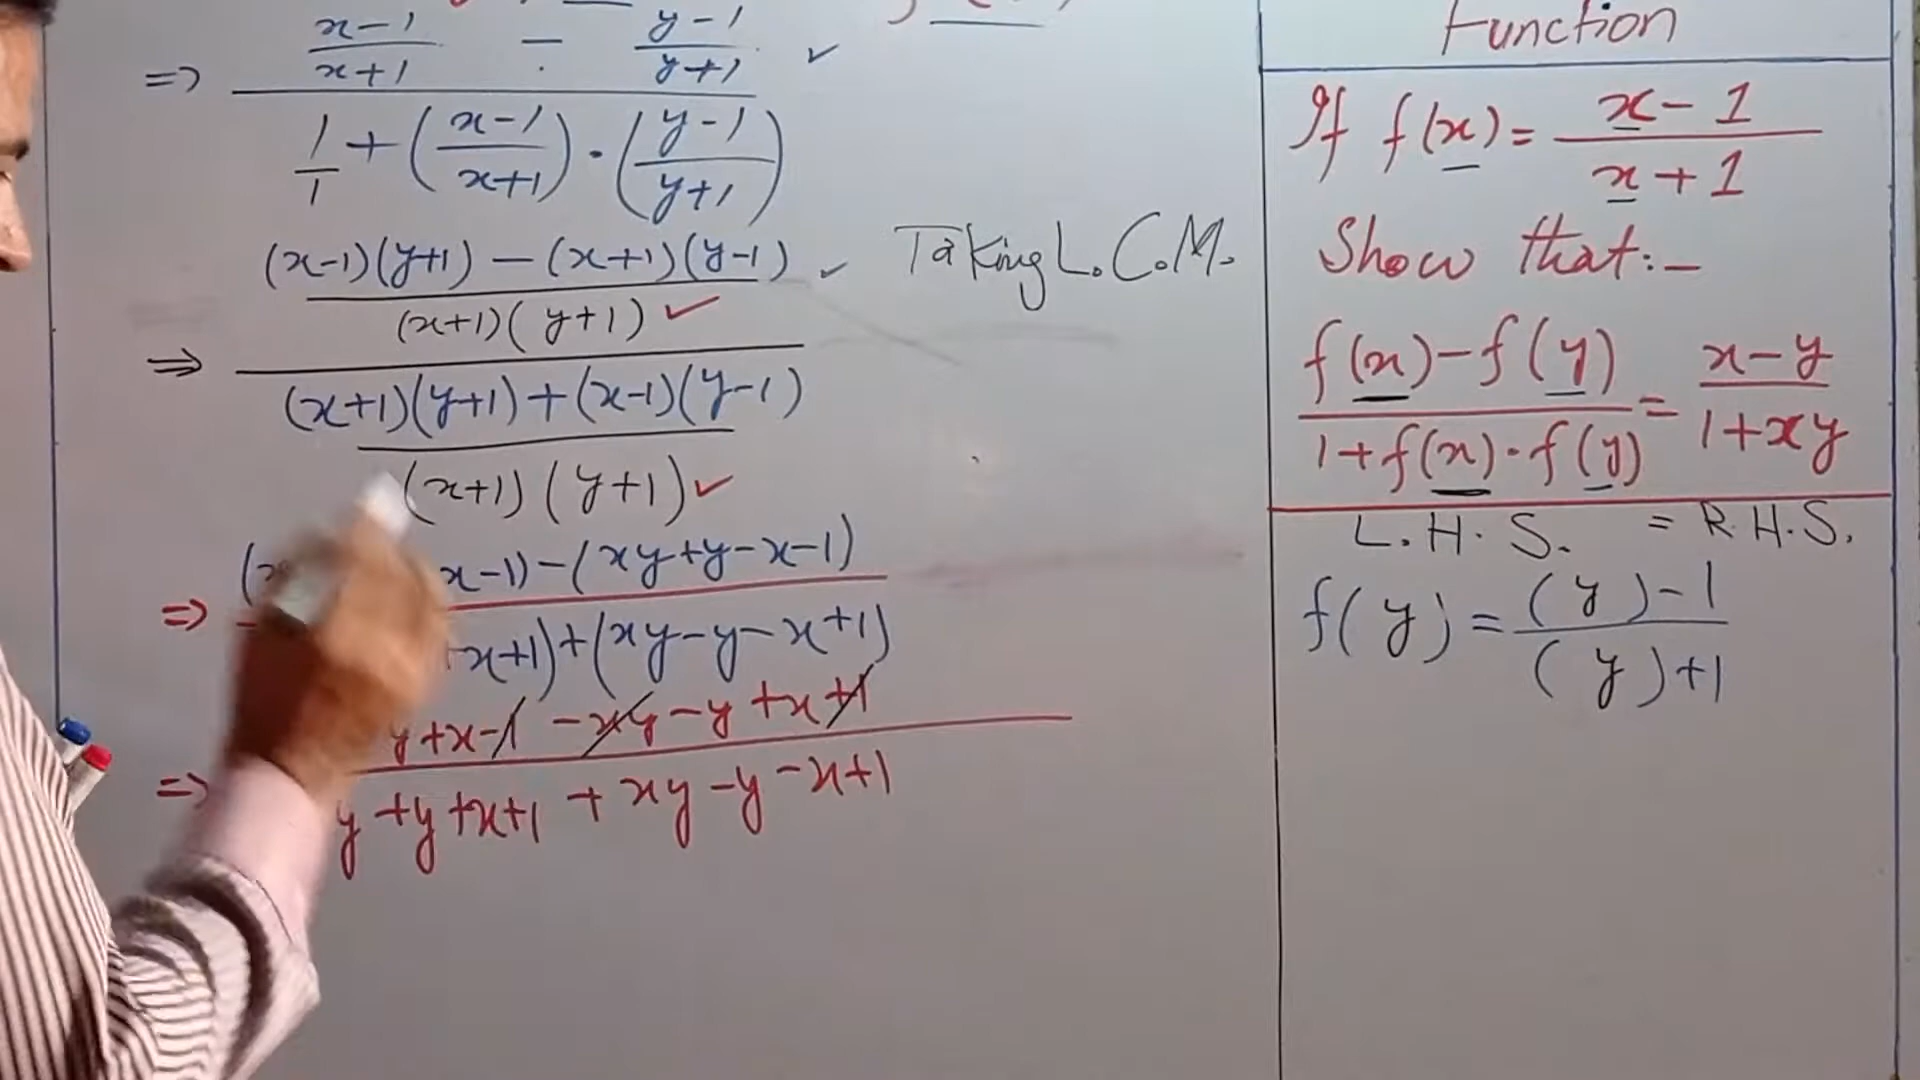 x-1 — y-1 ✓
=> x+1 y+1
1/1 + (x-1 / x+1) · (y-1 / y+1)
(x-1)(y+1) - (x+1)(y-1) ✓ Taking L.C.M.
(x+1)(y+1) ✓
=>
(x+1)(y+1)+(x-1)(y-1)
(x+1)(y+1) ✓
x-1)-(xy+y-x-1)
=>
x+1)+(xy-y-x+1)
y+x-1 -xy-y+x+1
=>
y+y+x+1 + xy-y-x+1
Function
If f(x) = x-1 / x+1
Show that:-
f(x)-f(y) / 1+f(x)·f(y) = x-y / 1+xy
L.H.S. = R.H.S.
f(y) = (y)-1 / (y)+1